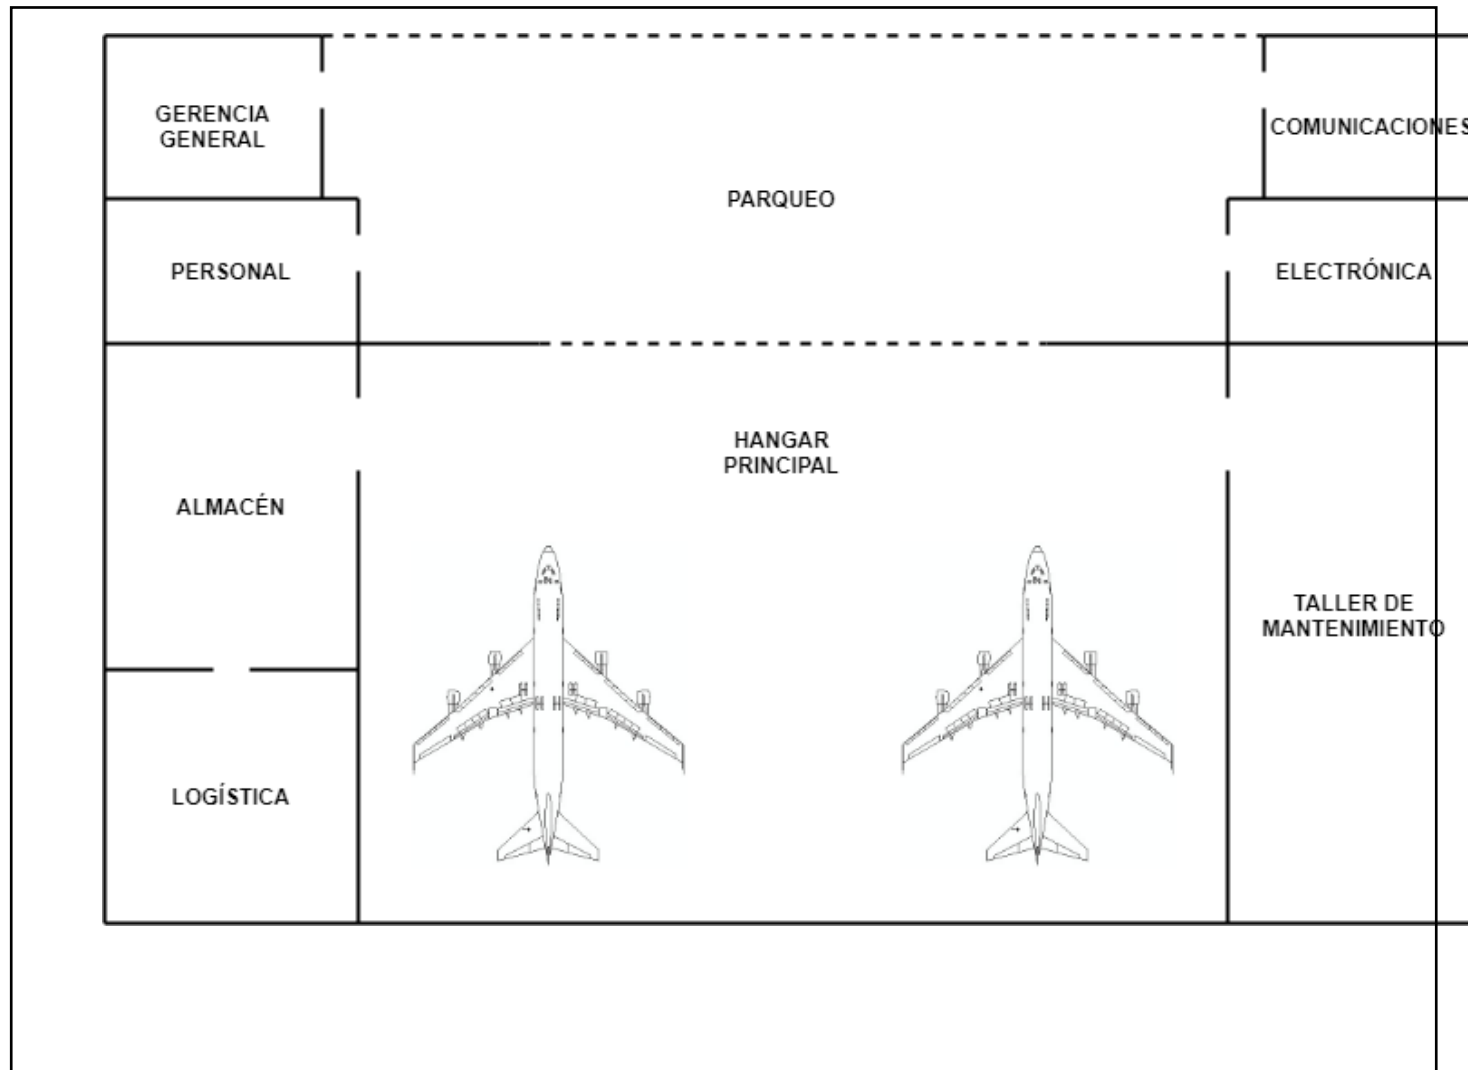 GERENCIA
GENERAL
COMUNICACIONES
PARQUEO
PERSONAL
ELECTRÓNICA
HANGAR
PRINCIPAL
ALMACÉN
TALLER DE
MANTENIMIENTO
LOGÍSTICA